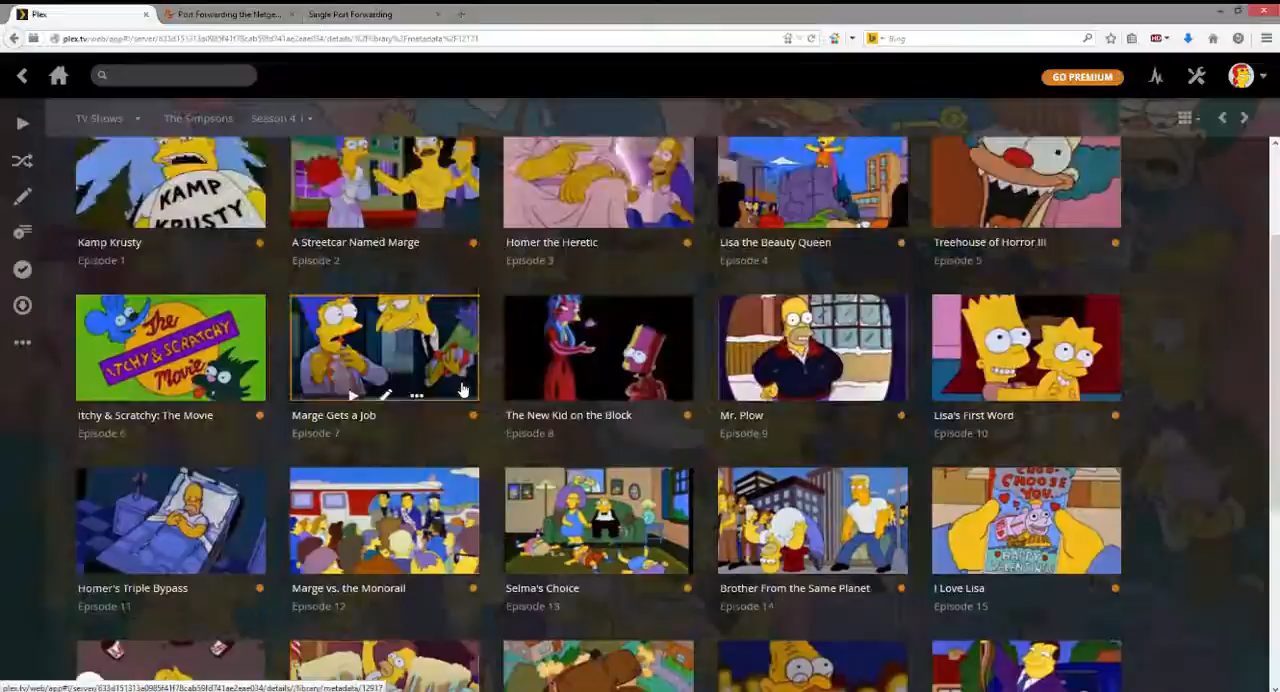 Plex
Port Forwarding the Netge...
Single Port Forwarding
Bing
GO PREMIUM
TV Shows
The Simpsons
Season 4
KAMP
KRUSTY
Kamp Krusty
A Streetcar Named Marge
Homer the Heretic
Lisa the Beauty Queen
Treehouse of Horror III
Episode 1
Episode 2
Episode 3
Episode 4
Episode 5
The
ITCHY & SCRATCHY
Movie
Itchy & Scratchy: The Movie
Marge Gets a Job
The New Kid on the Block
Mr. Plow
Lisa's First Word
Episode 6
Episode 7
Episode 8
Episode 9
Episode 10
CHOOSE
YOU
HAPPY
Homer's Triple Bypass
Marge vs. the Monorail
Selma's Choice
Brother From the Same Planet
I Love Lisa
Episode 11
Episode 12
Episode 13
Episode 14
Episode 15